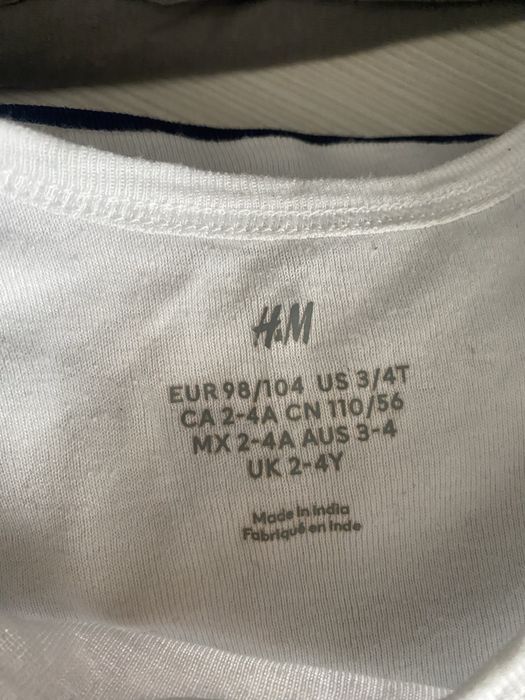 H&M
EUR 98/104 US 3/4T
CA 2-4A CN 110/56
MX 2-4A AUS 3-4
UK 2-4Y
Made in India
Fabriqué en Inde